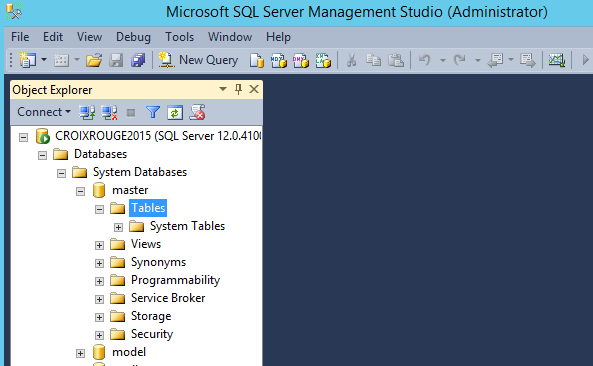 Microsoft SQL Server Management Studio (Administrator)
File Edit View Debug Tools Window Help
New Query
Object Explorer
Connect
CROIXROUGE2015 (SQL Server 12.0.4100
Databases
System Databases
master
Tables
System Tables
Views
Synonyms
Programmability
Service Broker
Storage
Security
model